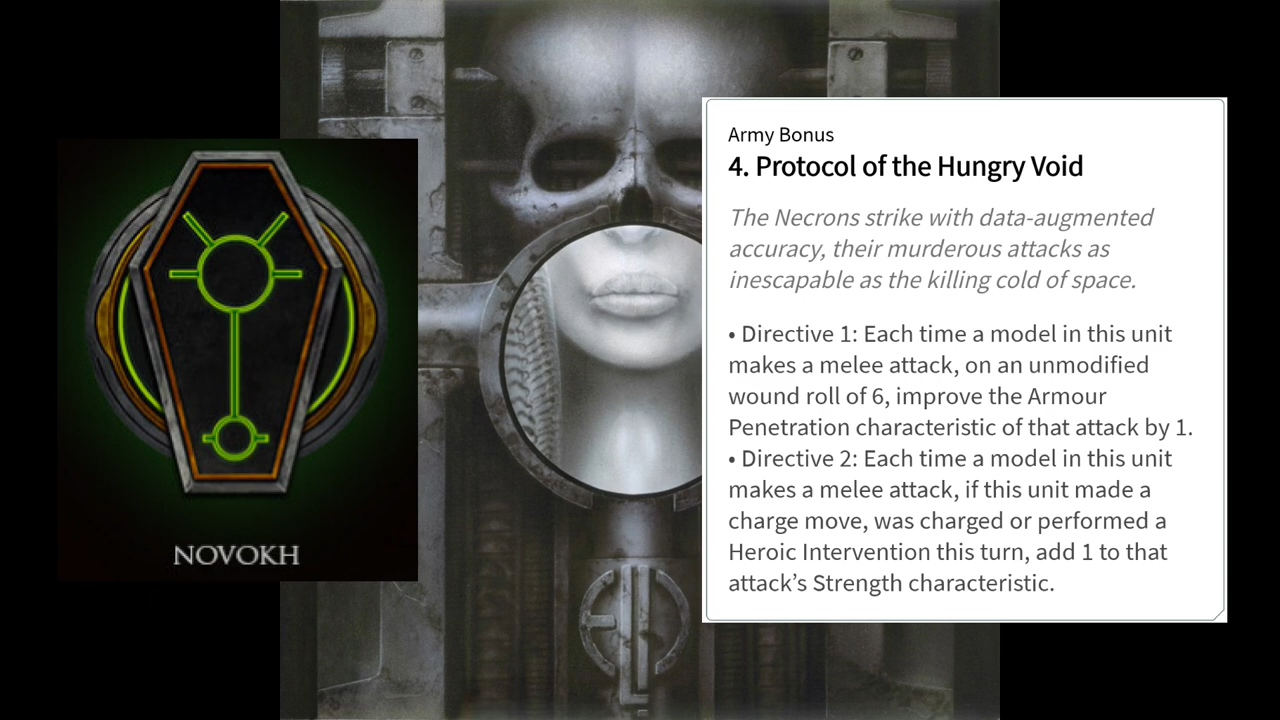 NOVOKH
Army Bonus
4. Protocol of the Hungry Void
The Necrons strike with data-augmented
accuracy, their murderous attacks as
inescapable as the killing cold of space.
• Directive 1: Each time a model in this unit
makes a melee attack, on an unmodified
wound roll of 6, improve the Armour
Penetration characteristic of that attack by 1.
• Directive 2: Each time a model in this unit
makes a melee attack, if this unit made a
charge move, was charged or performed a
Heroic Intervention this turn, add 1 to that
attack’s Strength characteristic.
ELP